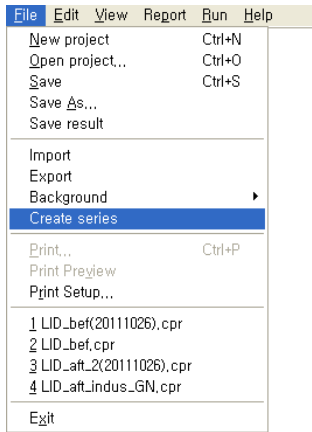 File Edit View Report Run Help
New project Ctrl+N
Open project... Ctrl+O
Save Ctrl+S
Save As...
Save result
Import
Export
Background
Create series
Print... Ctrl+P
Print Preview
Print Setup...
1 LID_bef(20111026).cpr
2 LID_bef.cpr
3 LID_aft_2(20111026).cpr
4 LID_aft_indus_GN.cpr
Exit